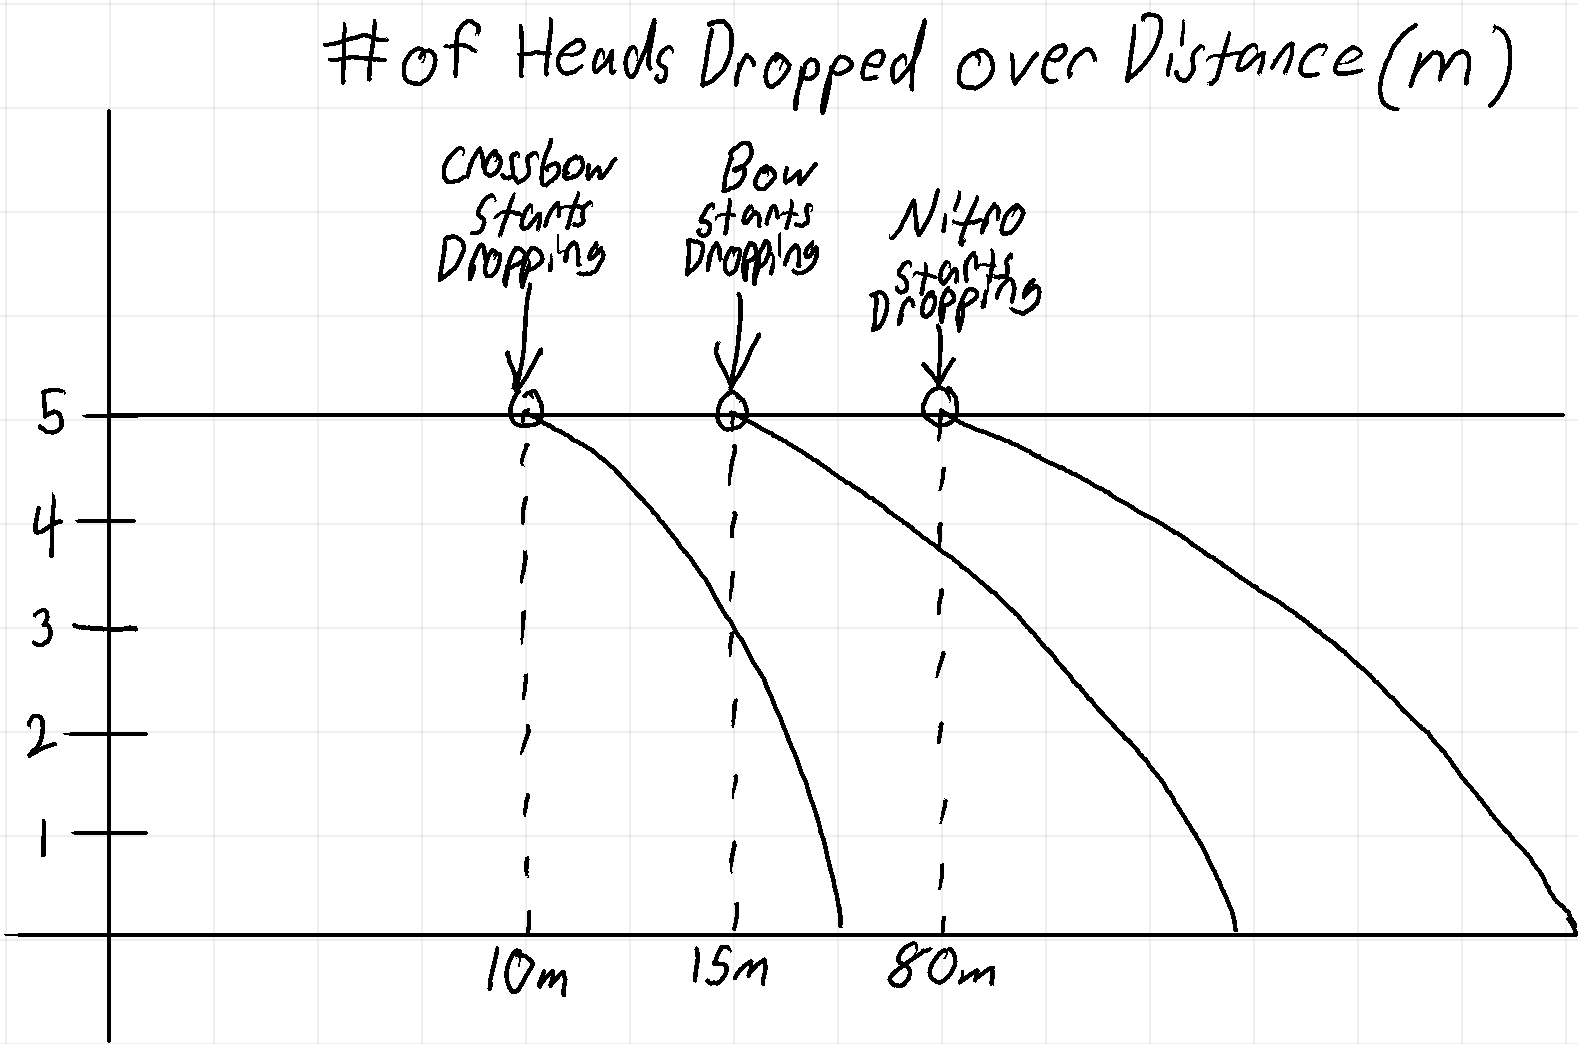 # of Heads Dropped over Distance (m)
Crossbow
starts
Dropping
Bow
starts
Dropping
Nitro
starts
Dropping
5
4
3
2
1
10m
15m
80m